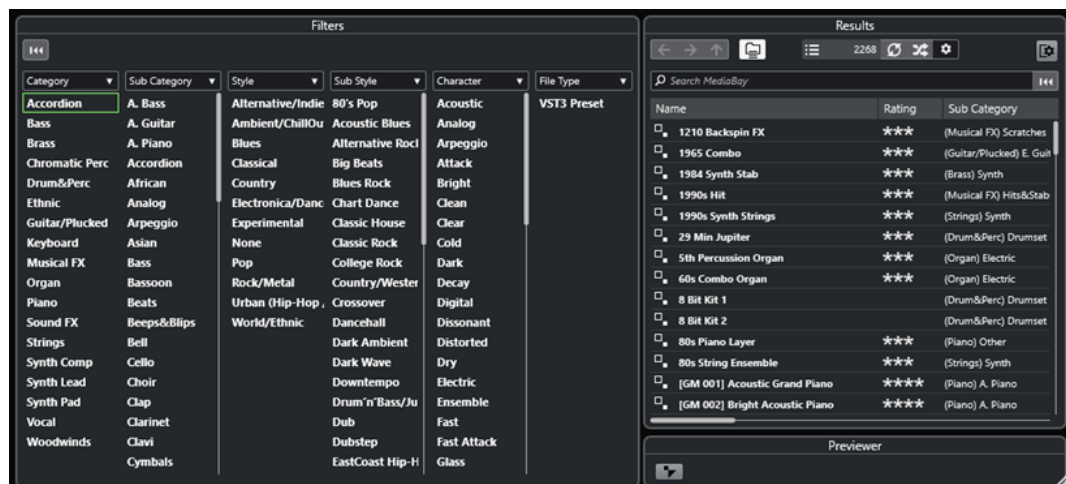 Filters
Category Sub Category Style Sub Style Character File Type
Accordion A. Bass Alternative/Indie 80's Pop Acoustic VST3 Preset
Bass A. Guitar Ambient/ChillOu Acoustic Blues Analog
Brass A. Piano Blues Alternative Rocl Arpeggio
Chromatic Perc Accordion Classical Big Beats Attack
Drum&Perc African Country Blues Rock Bright
Ethnic Analog Electronica/Danc Chart Dance Clean
Guitar/Plucked Arpeggio Experimental Classic House Clear
Keyboard Asian None Classic Rock Cold
Musical FX Bass Pop College Rock Dark
Organ Bassoon Rock/Metal Country/Wester Decay
Piano Beats Urban (Hip-Hop / Crossover Digital
Sound FX Beeps&Blips World/Ethnic Dancehall Dissonant
Strings Bell Dark Ambient Distorted
Synth Comp Cello Dark Wave Dry
Synth Lead Choir Downtempo Electric
Synth Pad Clap Drum´n´Bass/Ju Ensemble
Vocal Clarinet Dub Fast
Woodwinds Clavi Dubstep Fast Attack
Cymbals EastCoast Hip-H Glass
Results
2268
Search MediaBay
Name Rating Sub Category
1210 Backspin FX *** (Musical FX) Scratches
1965 Combo *** (Guitar/Plucked) E. Guit
1984 Synth Stab *** (Brass) Synth
1990s Hit *** (Musical FX) Hits&Stab
1990s Synth Strings *** (Strings) Synth
29 Min Jupiter *** (Drum&Perc) Drumset
5th Percussion Organ *** (Organ) Electric
60s Combo Organ *** (Organ) Electric
8 Bit Kit 1 (Drum&Perc) Drumset
8 Bit Kit 2 (Drum&Perc) Drumset
80s Piano Layer *** (Piano) Other
80s String Ensemble *** (Strings) Synth
[GM 001] Acoustic Grand Piano **** (Piano) A. Piano
[GM 002] Bright Acoustic Piano **** (Piano) A. Piano
Previewer